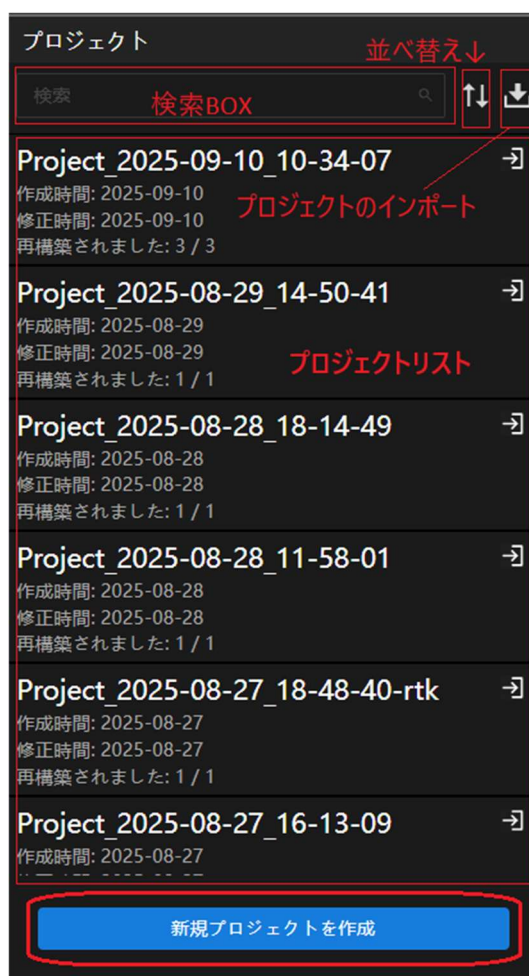 プロジェクト
並べ替え↓
検索
検索BOX
Project_2025-09-10_10-34-07
作成時間: 2025-09-10
プロジェクトのインポート
修正時間: 2025-09-10
再構築されました: 3 / 3
Project_2025-08-29_14-50-41
作成時間: 2025-08-29
修正時間: 2025-08-29
プロジェクトリスト
再構築されました: 1 / 1
Project_2025-08-28_18-14-49
作成時間: 2025-08-28
修正時間: 2025-08-28
再構築されました: 1 / 1
Project_2025-08-28_11-58-01
作成時間: 2025-08-28
修正時間: 2025-08-28
再構築されました: 1 / 1
Project_2025-08-27_18-48-40-rtk
作成時間: 2025-08-27
修正時間: 2025-08-27
再構築されました: 1 / 1
Project_2025-08-27_16-13-09
作成時間: 2025-08-27
新規プロジェクトを作成